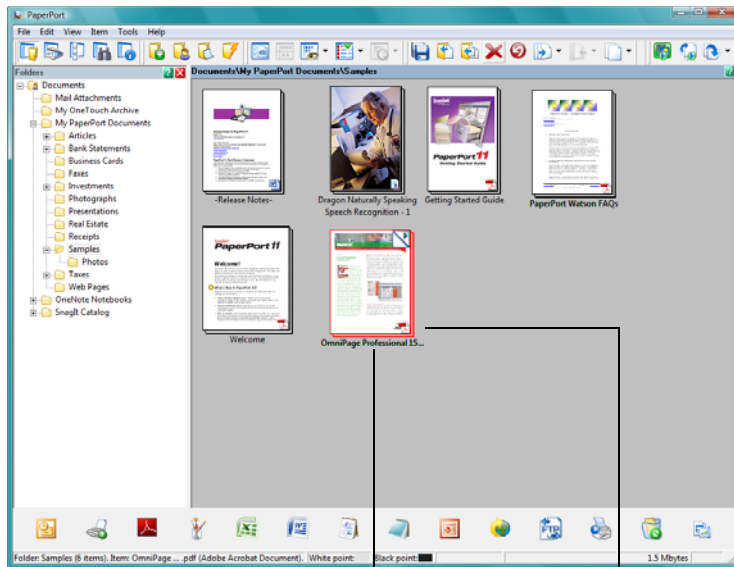 PaperPort
File Edit View Item Tools Help
Folders
Documents\My PaperPort Documents\Samples
Documents
Mail Attachments
My OneTouch Archive
My PaperPort Documents
Articles
Bank Statements
Business Cards
Faxes
Investments
Photographs
Presentations
Real Estate
Receipts
Samples
Photos
Taxes
Web Pages
OneNote Notebooks
SnagIt Catalog
PaperPort 11
Getting Started Guide
-Release Notes-
Dragon Naturally Speaking
Speech Recognition - 1
Getting Started Guide
PaperPort Watson FAQs
PaperPort 11
Welcome!
Welcome
OmniPage Professional 15...
FTP
Folder: Samples (6 items). Item: OmniPage ... .pdf (Adobe Acrobat Document). White point: Black point: 1.5 Mbytes